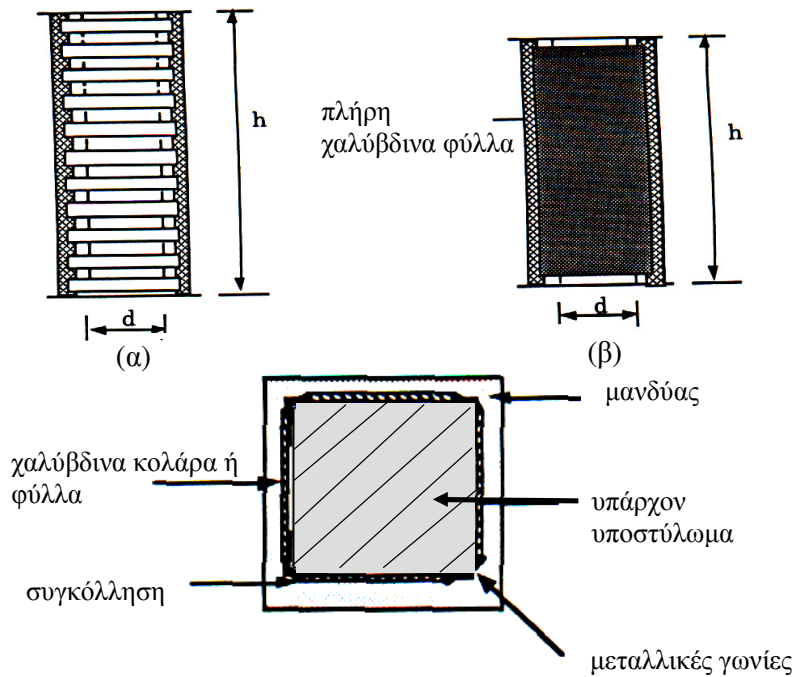 h
d
(α)
πλήρη
χαλύβδινα φύλλα
h
d
(β)
μανδύας
χαλύβδινα κολάρα ή
φύλλα
υπάρχον
υποστύλωμα
συγκόλληση
μεταλλικές γωνίες